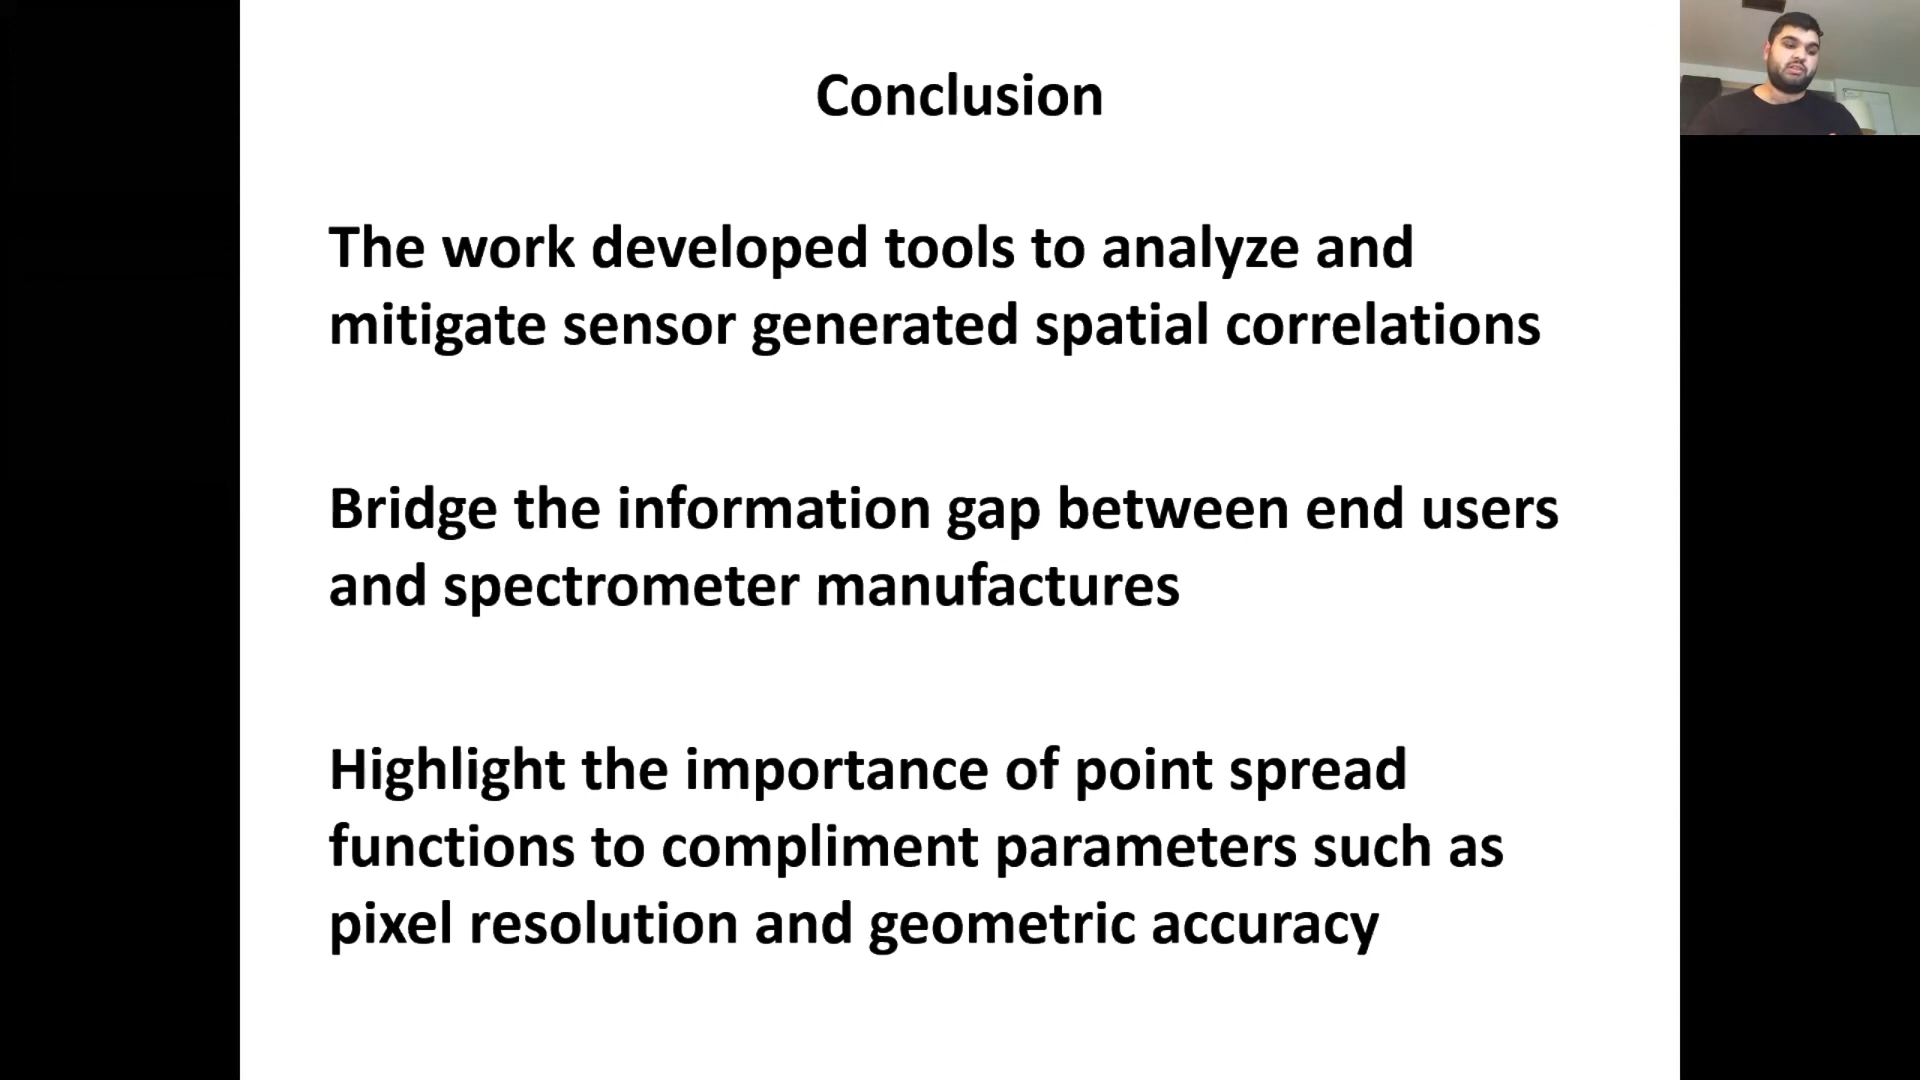 Conclusion
The work developed tools to analyze and
mitigate sensor generated spatial correlations
Bridge the information gap between end users
and spectrometer manufactures
Highlight the importance of point spread
functions to compliment parameters such as
pixel resolution and geometric accuracy